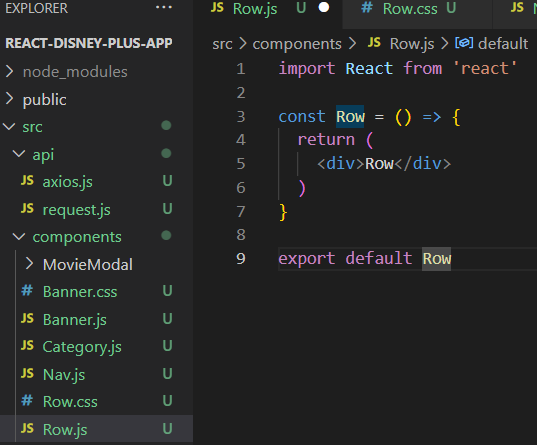 EXPLORER ...
REACT-DISNEY-PLUS-APP
> node_modules
> public
src
api
JS axios.js U
JS request.js U
components
> MovieModal
# Banner.css U
JS Banner.js U
JS Category.js U
JS Nav.js U
# Row.css U
JS Row.js U
JS Row.js U
# Row.css U
src > components > JS Row.js > default
1 import React from 'react'
2
3 const Row = () => {
4 return (
5 <div>Row</div>
6 )
7 }
8
9 export default Row